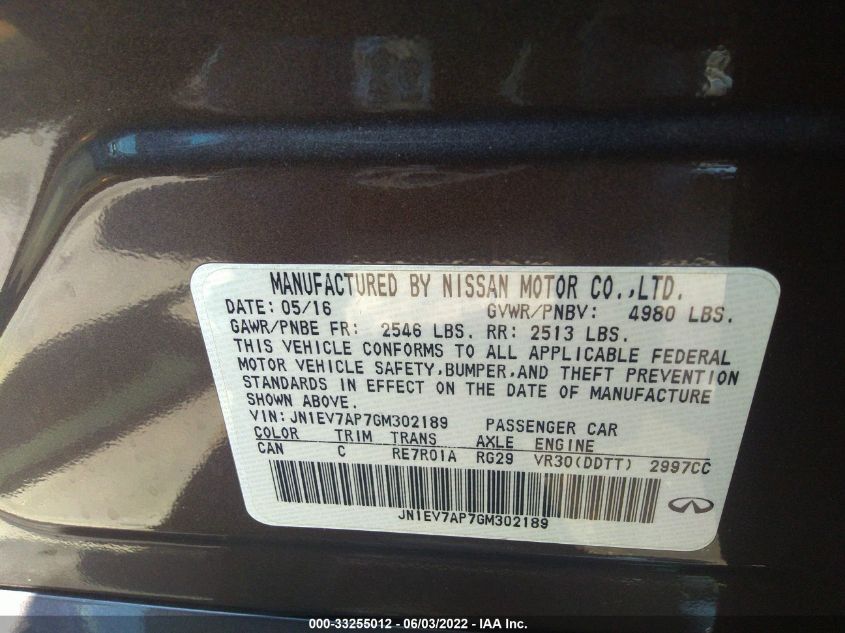 MANUFACTURED BY NISSAN MOTOR CO.,LTD.
DATE: 05/16 GVWR/PNBV: 4980 LBS.
GAWR/PNBE FR: 2546 LBS. RR: 2513 LBS.
THIS VEHICLE CONFORMS TO ALL APPLICABLE FEDERAL
MOTOR VEHICLE SAFETY,BUMPER,AND THEFT PREVENTION
STANDARDS IN EFFECT ON THE DATE OF MANUFACTURE
SHOWN ABOVE.
VIN:JN1EV7AP7GM302189 PASSENGER CAR
COLOR TRIM TRANS AXLE ENGINE
CAN C RE7R01A RG29 VR30(DDTT) 2997CC
JN1EV7AP7GM302189
000-33255012 - 06/03/2022 - IAA Inc.